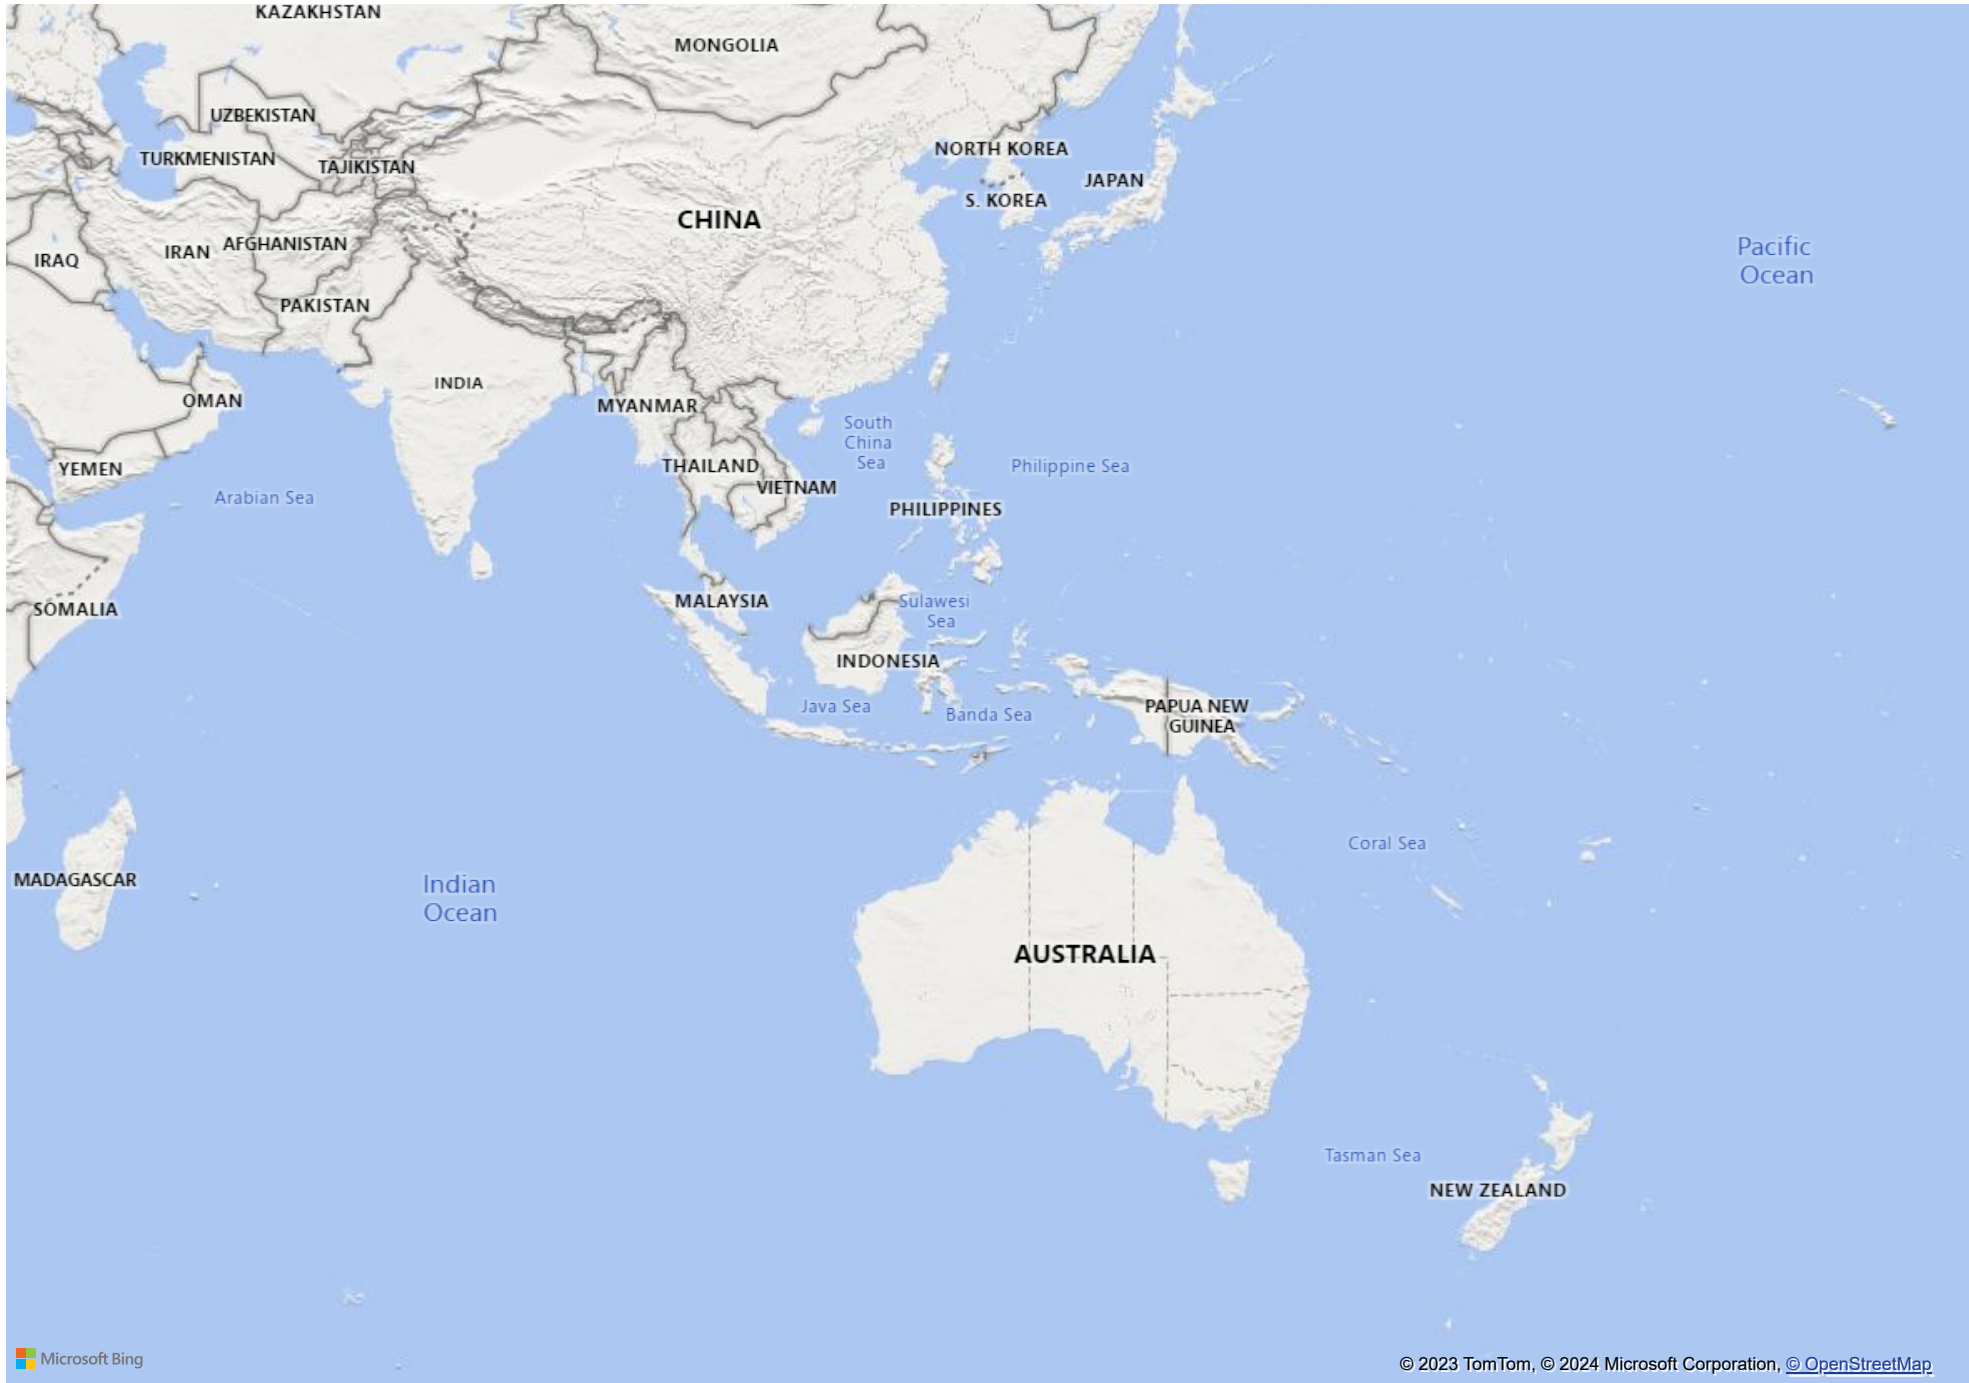 KAZAKHSTAN
MONGOLIA
UZBEKISTAN
NORTH KOREA
TURKMENISTAN
TAJIKISTAN
JAPAN
S. KOREA
CHINA
AFGHANISTAN
IRAN
IRAQ
Pacific
Ocean
PAKISTAN
INDIA
OMAN
MYANMAR
South
China
Sea
THAILAND
Philippine Sea
YEMEN
VIETNAM
Arabian Sea
PHILIPPINES
MALAYSIA
Sulawesi
Sea
SOMALIA
INDONESIA
Java Sea
Banda Sea
PAPUA NEW
GUINEA
Coral Sea
MADAGASCAR
Indian
Ocean
AUSTRALIA
Tasman Sea
NEW ZEALAND
Microsoft Bing
© 2023 TomTom, © 2024 Microsoft Corporation, © OpenStreetMap